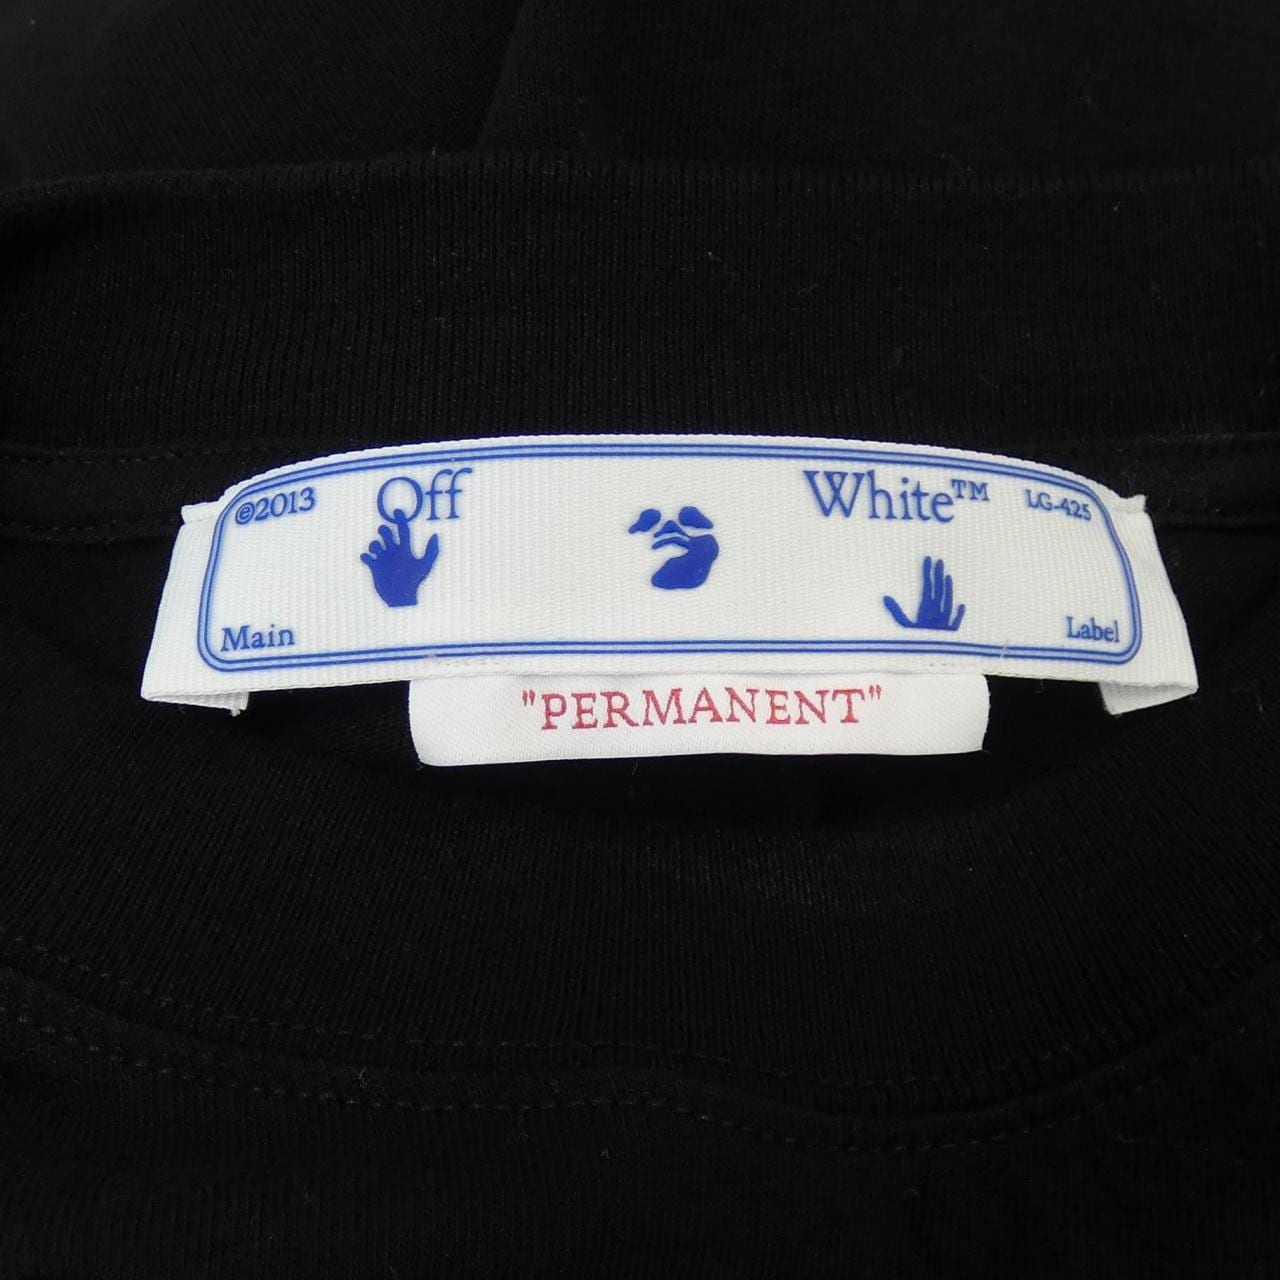 ©2013 Off White™ LG-425
Main Label
"PERMANENT"